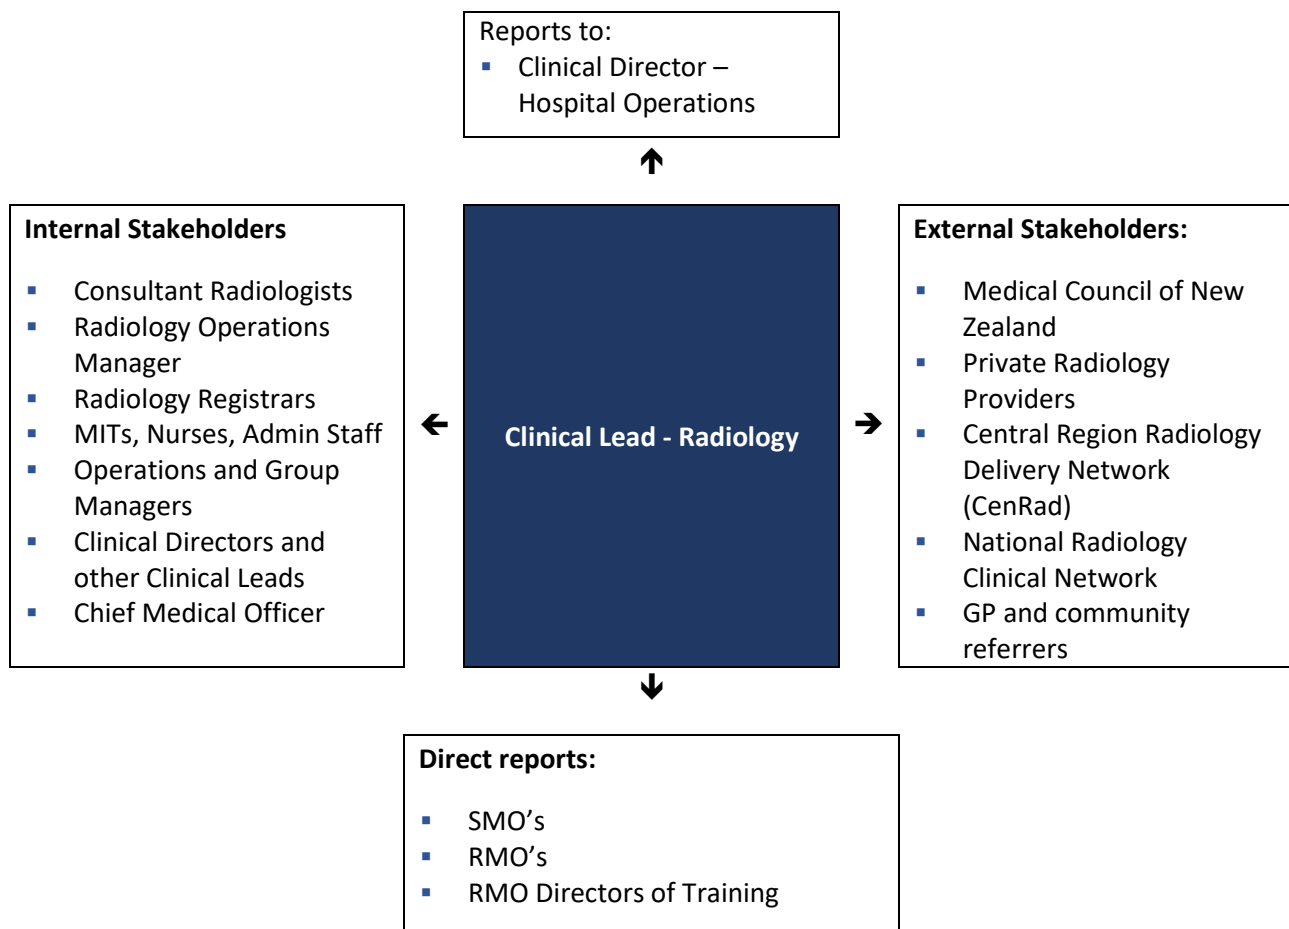 Reports to:
▪ Clinical Director –
Hospital Operations
Internal Stakeholders
▪ Consultant Radiologists
▪ Radiology Operations
Manager
▪ Radiology Registrars
▪ MITs, Nurses, Admin Staff
▪ Operations and Group
Managers
▪ Clinical Directors and
other Clinical Leads
▪ Chief Medical Officer
Clinical Lead - Radiology
External Stakeholders:
▪ Medical Council of New
Zealand
▪ Private Radiology
Providers
▪ Central Region Radiology
Delivery Network
(CenRad)
▪ National Radiology
Clinical Network
▪ GP and community
referrers
Direct reports:
▪ SMO’s
▪ RMO’s
▪ RMO Directors of Training